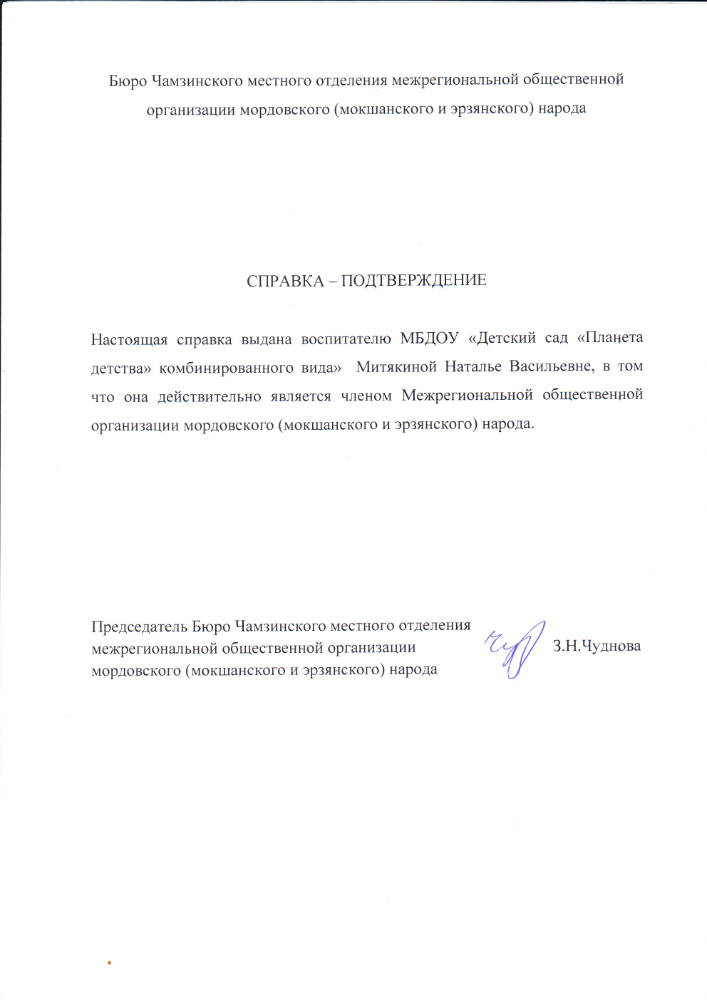 Бюро Чамзинского местного отделения межрегиональной общественной
организации мордовского (мокшанского и эрзянского) народа
СПРАВКА – ПОДТВЕРЖДЕНИЕ
Настоящая справка выдана воспитателю МБДОУ «Детский сад «Планета
детства» комбинированного вида» Митякиной Наталье Васильевне, в том
что она действительно является членом Межрегиональной общественной
организации мордовского (мокшанского и эрзянского) народа.
Председатель Бюро Чамзинского местного отделения
межрегиональной общественной организации
З.Н.Чуднова
мордовского (мокшанского и эрзянского) народа